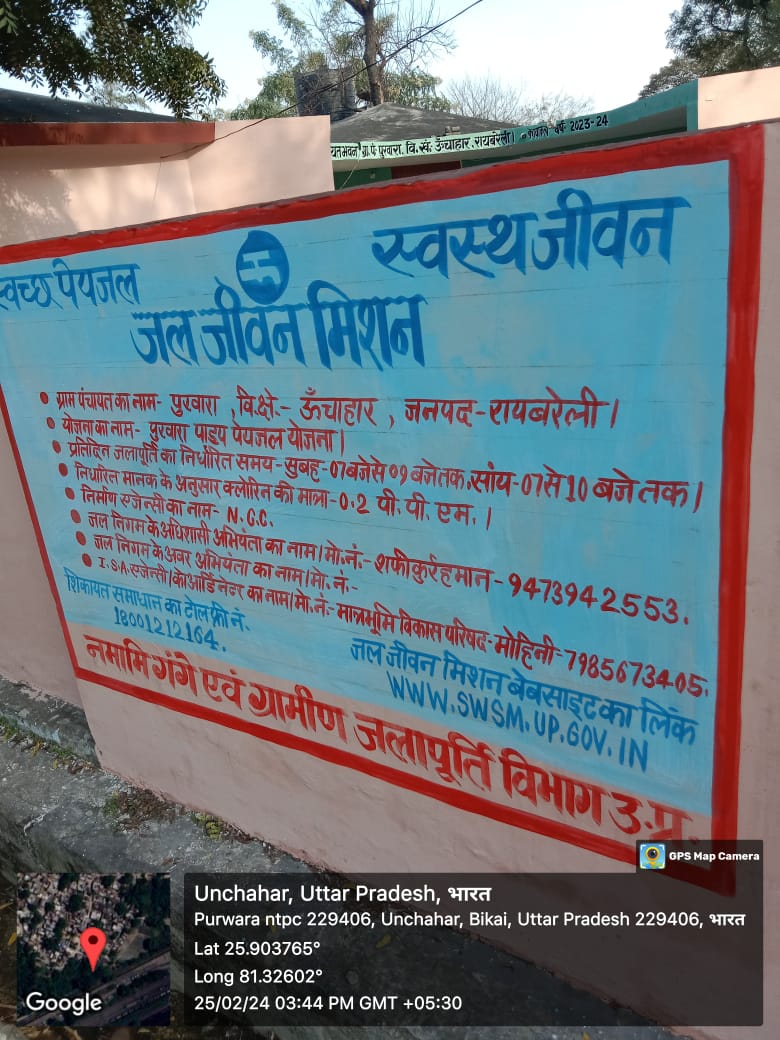 यतभवन ग्रा.पं. पुरवारा. वि.खं. ऊँचाहार. रायबरेली। वर्ष- 2023-24
स्वच्छ पेयजल
स्वस्थ जीवन
जल जीवन मिशन
• ग्राम पंचायत का नाम- पुरवारा , वि.क्षे.- ऊँचाहार , जनपद-रायबरेली।
• योजना का नाम- पुरवारा पाइप पेयजल योजना।
• प्रतिदिन जलापूर्ति का निर्धारित समय-सुबह-07 बजे से 09 बजे तक. सांय-07 से 10 बजे तक।
• निर्धारित मानक के अनुसार क्लोरिन की मात्रा- 0.2 पी. पी. एम.।
• निर्माण एजेन्सी का नाम- N.C.C.
• जल निगम के अधिशासी अभियंता का नाम/मो.नं.- शफीकुर्रहमान-9473942553.
• जल निगम के अवर अभियंता का नाम/मो. नं.-
• I.S.A.एजेन्सी/कोआर्डिनेटर का नाम/मो.नं:- मात्रभूमि विकास परिषद-मोहिनी-7985673405.
शिकायत समाधान का टोल फ्री नं.
18001212164.
जल जीवन मिशन बेबसाइट का लिंक
WWW.SWSM.UP.GOV.IN
नमामि गंगे एवं ग्रामीण जलापूर्ति विभाग उ.प्र.
GPS Map Camera
Unchahar, Uttar Pradesh, भारत
Purwara ntpc 229406, Unchahar, Bikai, Uttar Pradesh 229406, भारत
Lat 25.903765°
Long 81.32602°
25/02/24 03:44 PM GMT +05:30
Google